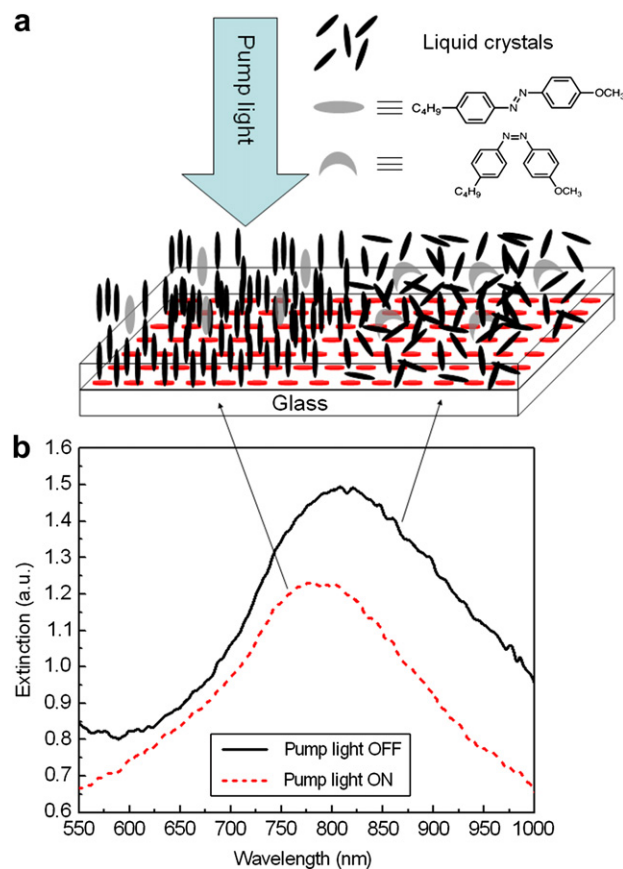 a
Pump light
Liquid crystals
C4H9
N
N
OCH3
N=N
C4H9
OCH3
Glass
b
1.6
1.5
1.4
1.3
1.2
1.1
1.0
0.9
0.8
0.7
0.6
Extinction (a.u.)
Pump light OFF
Pump light ON
550 600 650 700 750 800 850 900 950 1000
Wavelength (nm)